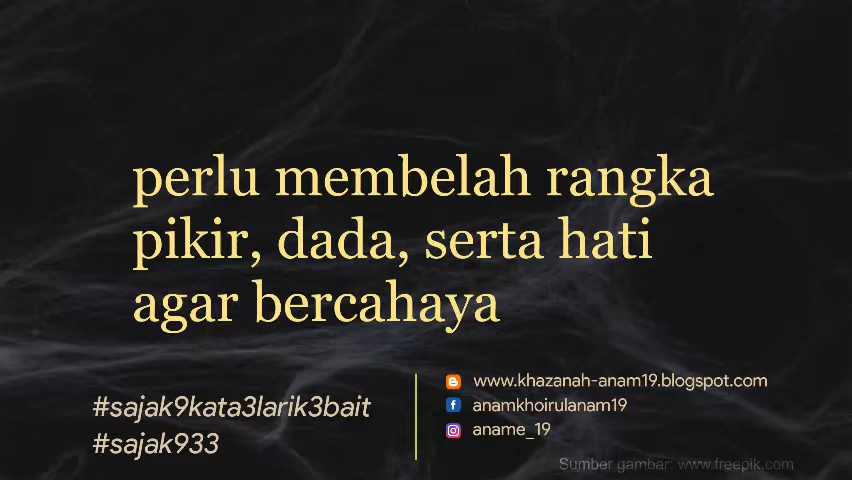 perlu membelah rangka
pikir, dada, serta hati
agar bercahaya
#sajak9kata3larik3bait
#sajak933
www.khazanah-anam19.blogspot.com
anamkhoirulanam19
aname_19
Sumber gambar: www.freepik.com